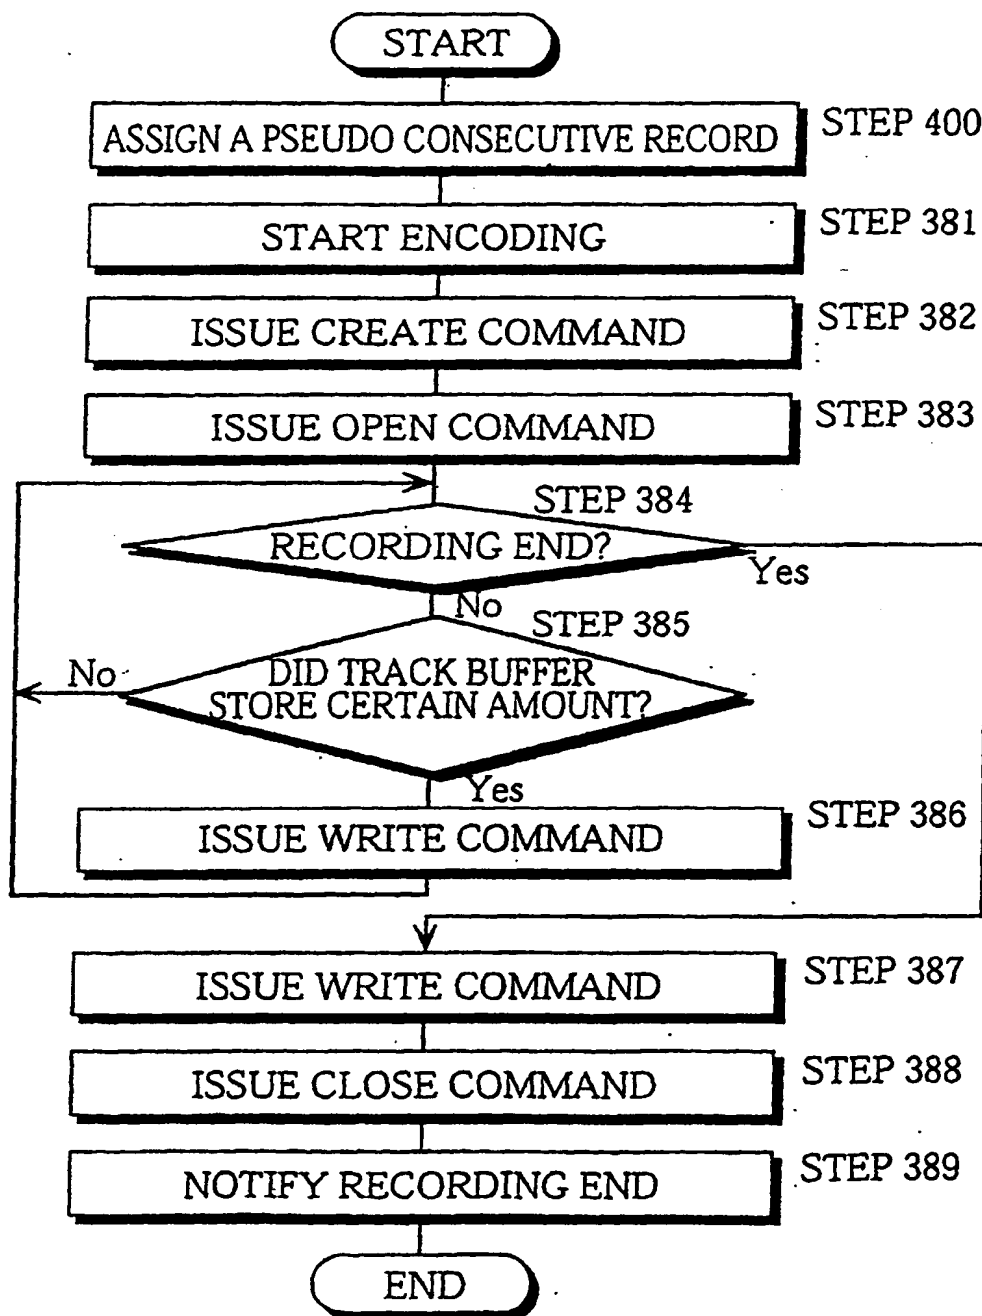 START
ASSIGN A PSEUDO CONSECUTIVE RECORD
STEP 400
START ENCODING
STEP 381
ISSUE CREATE COMMAND
STEP 382
ISSUE OPEN COMMAND
STEP 383
STEP 384
RECORDING END?
Yes
No
STEP 385
No
DID TRACK BUFFER
STORE CERTAIN AMOUNT?
Yes
ISSUE WRITE COMMAND
STEP 386
ISSUE WRITE COMMAND
STEP 387
ISSUE CLOSE COMMAND
STEP 388
NOTIFY RECORDING END
STEP 389
END